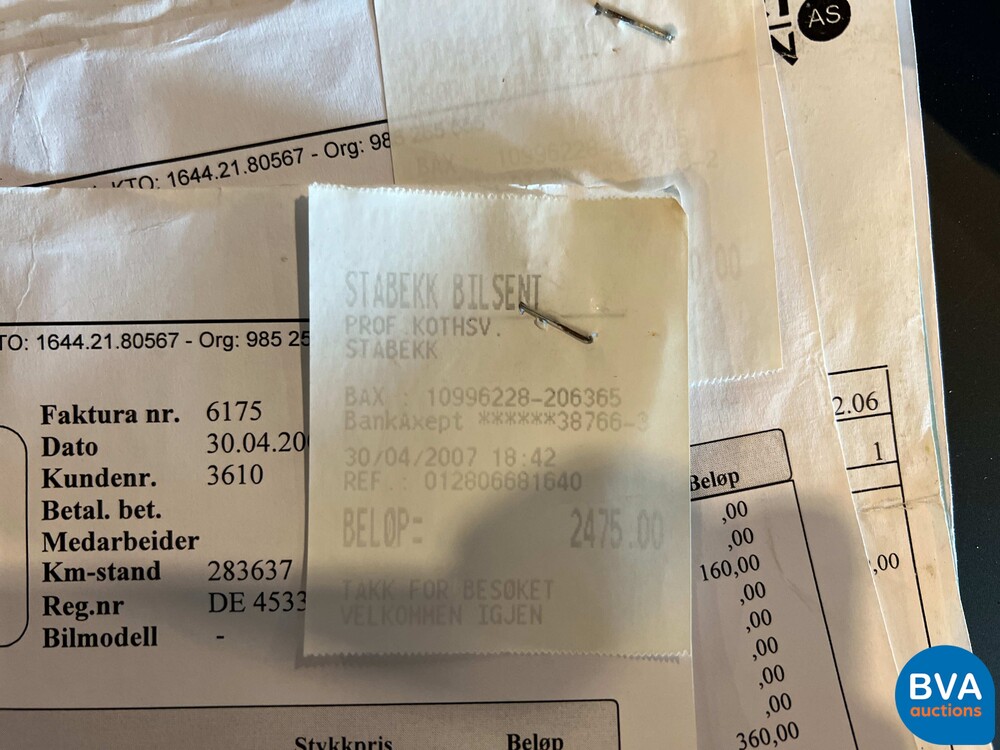 AS
KTO: 1644.21.80567 - Org: 98
BAX 10996228-206365
TO: 1644.21.80567 - Org: 985 25
STABEKK BILSENT
PROF.KOTHSV.
STABEKK
BAX : 10996228-206365
BankAxept ******38766-3
30/04/2007 18:42
REF.: 012806681640
BELØP= 2475.00
TAKK FOR BESØKET
VELKOMMEN IGJEN
Faktura nr. 6175
Dato 30.04.20
Kundenr. 3610
Betal. bet.
Medarbeider
Km-stand 283637
Reg.nr DE 4533
Bilmodell -
2.06
1
,00
Beløp
,00
,00
160,00
,00
,00
,00
,00
,00
360,00
Stykkpris Beløp
BVA
auctions